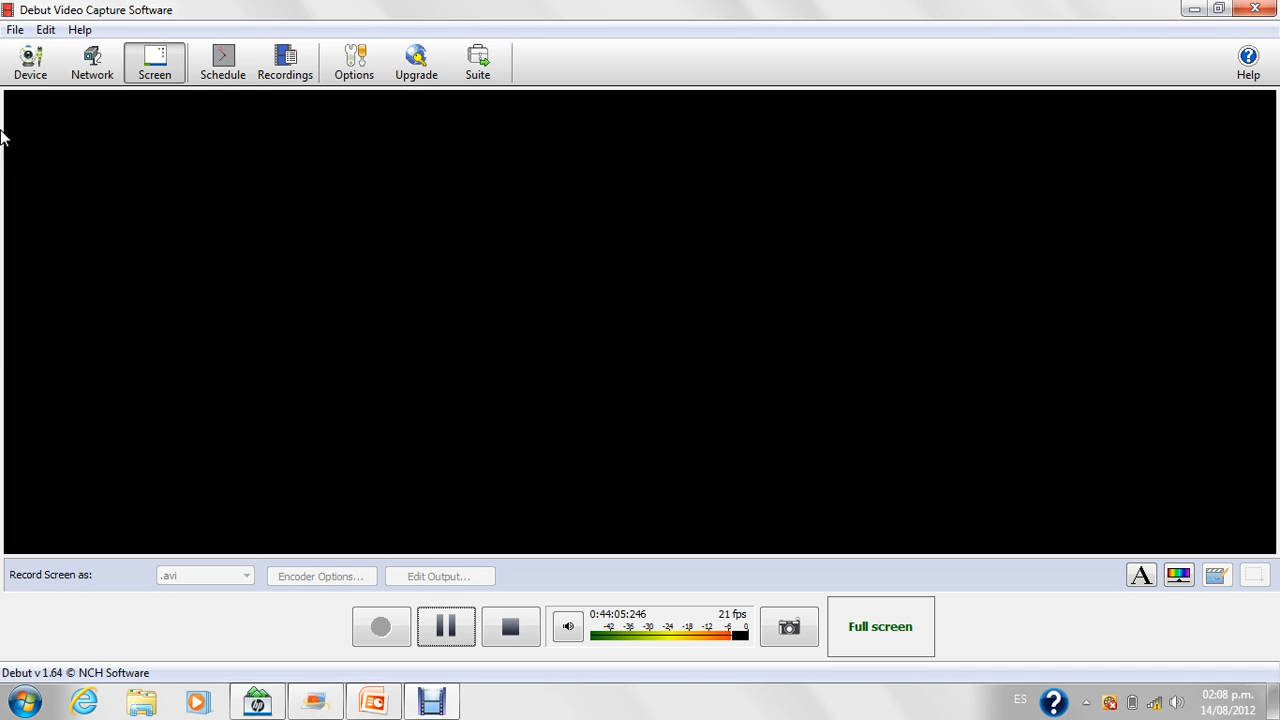 Debut Video Capture Software
File Edit Help
Device Network Screen Schedule Recordings Options Upgrade Suite Help
Record Screen as: .avi Encoder Options... Edit Output... A
0:44:05:246 21 fps
-42 -36 -30 -24 -18 -12 -6 0
Full screen
Debut v 1.64 © NCH Software
ES 02:08 p.m.
14/08/2012